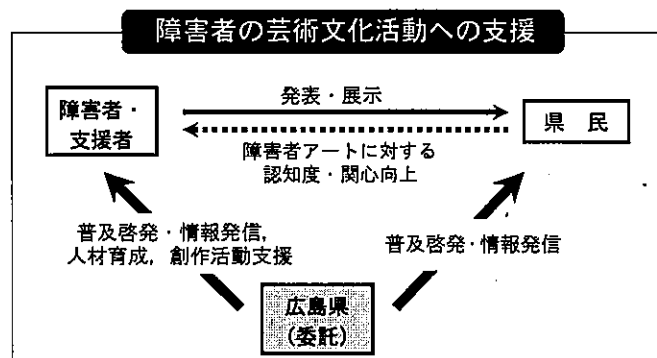 障害者の芸術文化活動への支援
障害者・
支援者
発表・展示
県　民
障害者アートに対する
認知度・関心向上
普及啓発・情報発信，
人材育成，創作活動支援
普及啓発・情報発信
広島県
（委託）